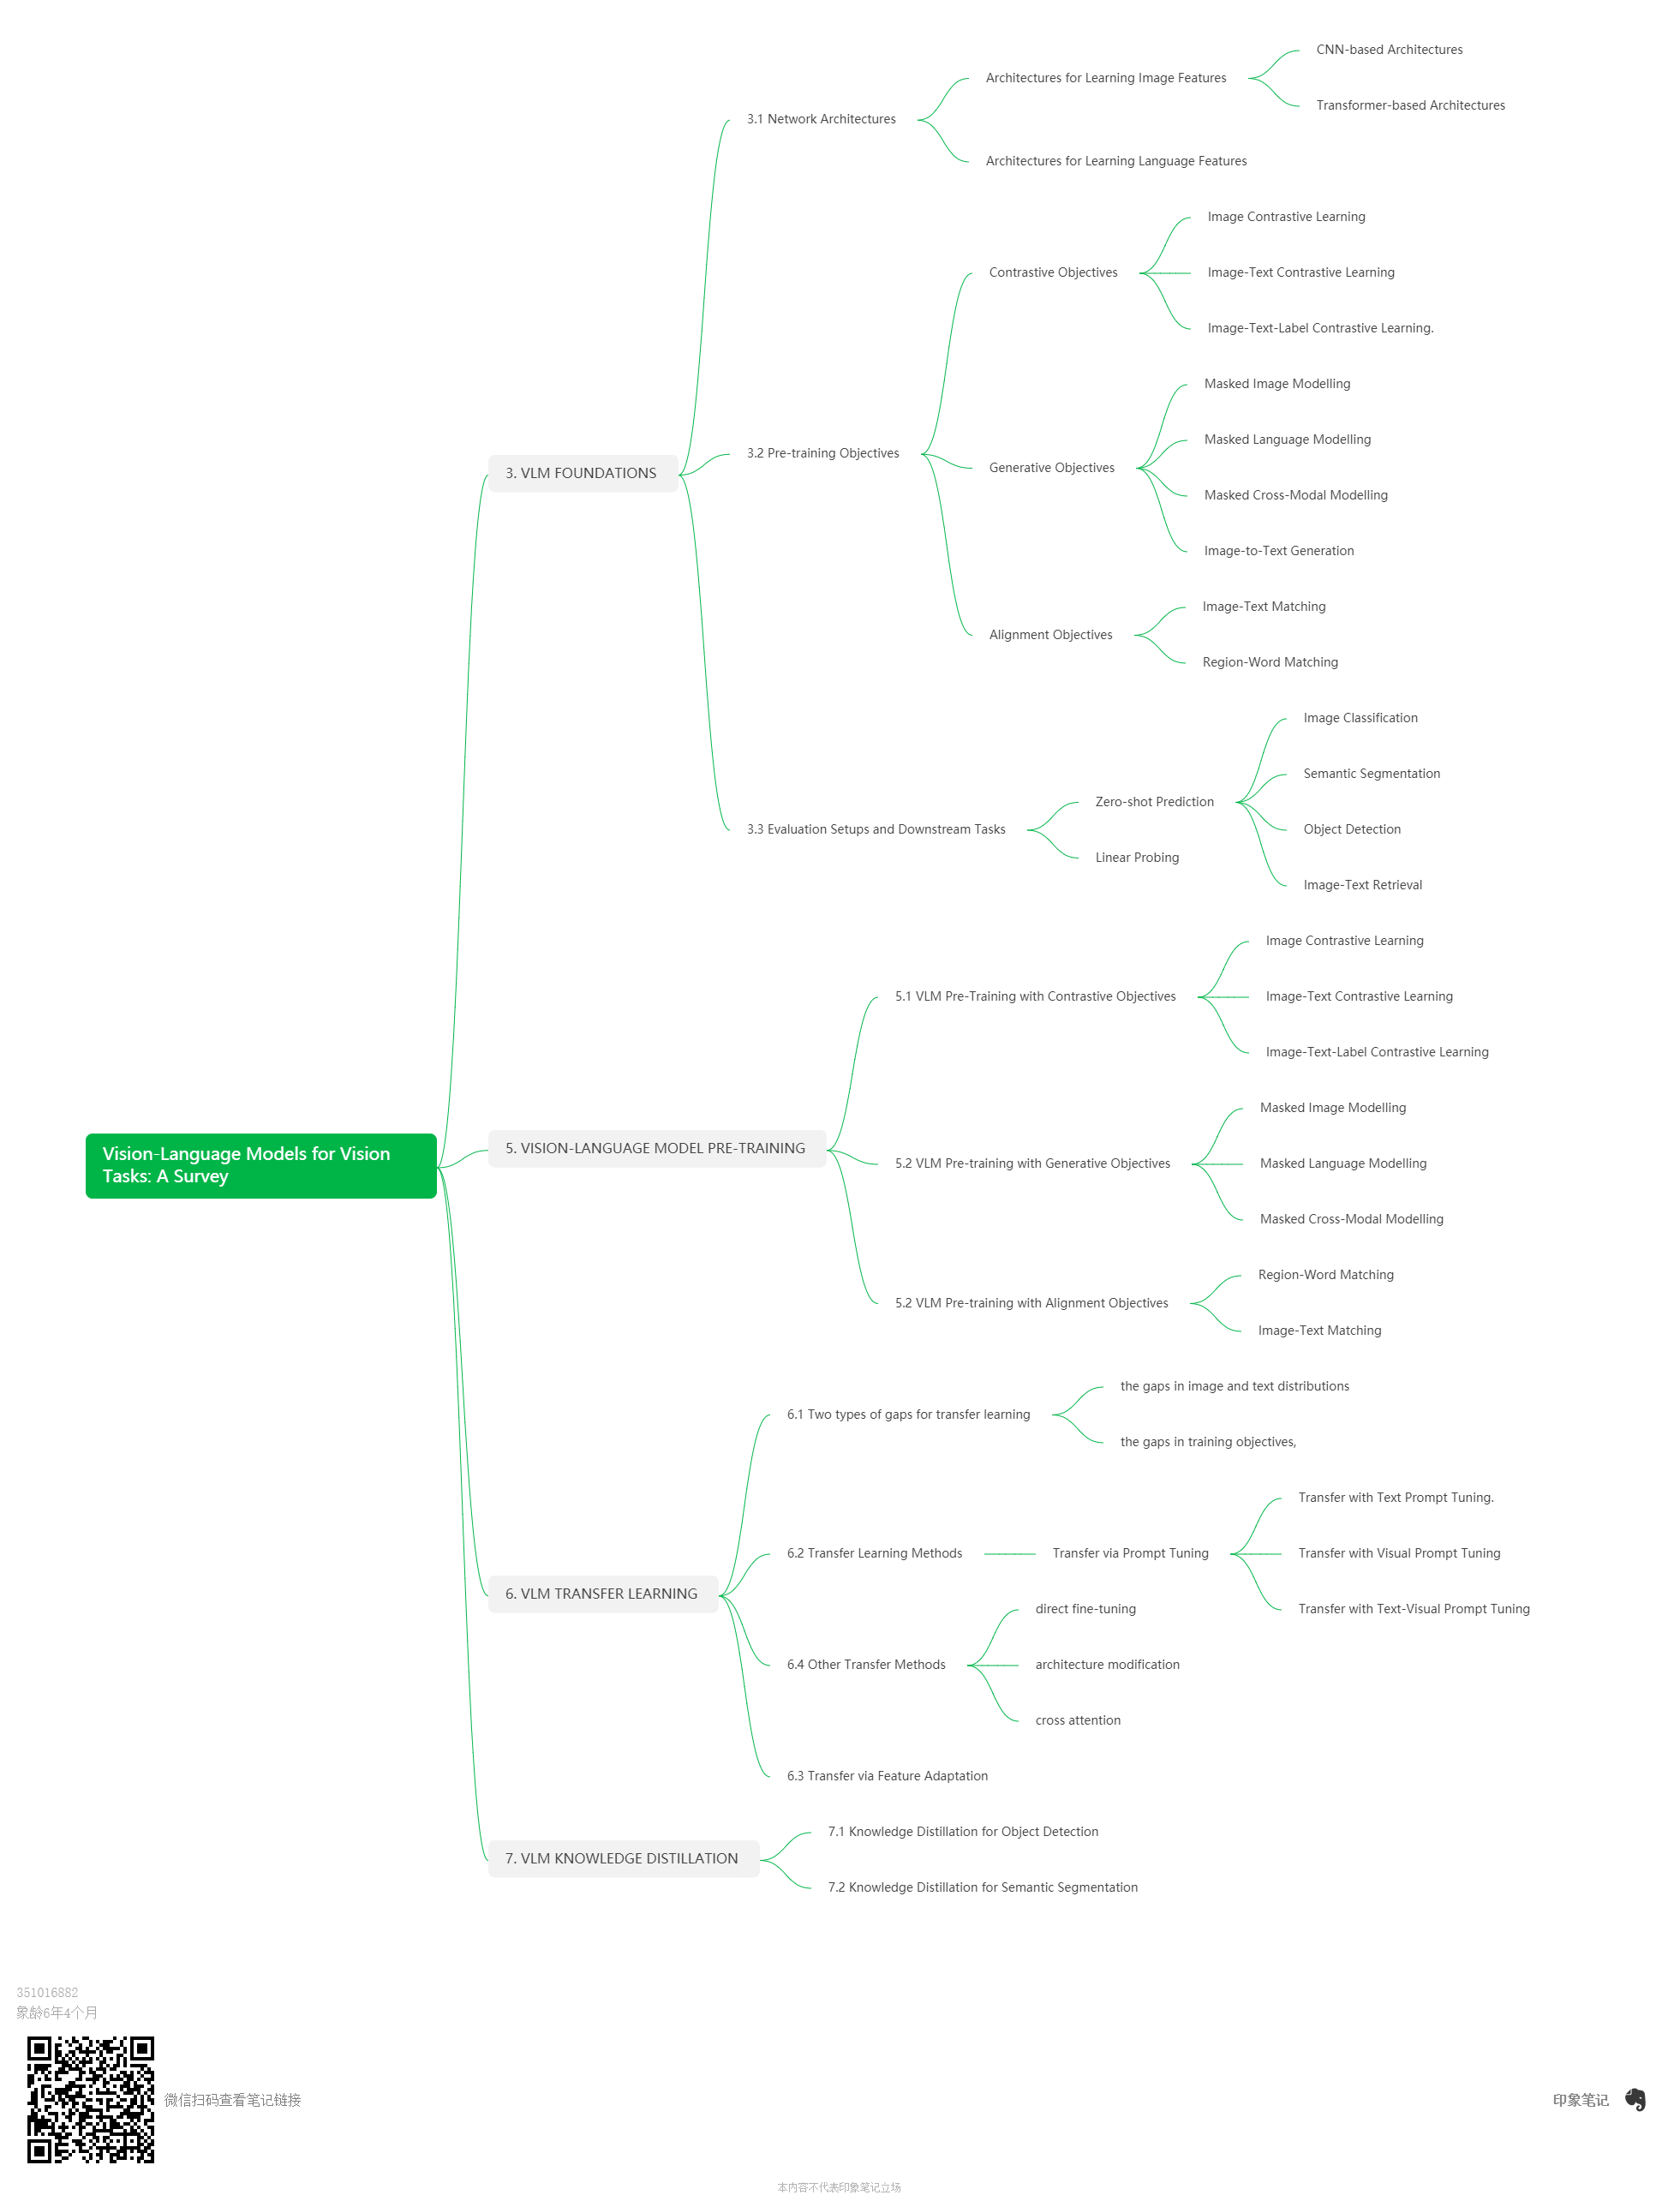 Vision-Language Models for Vision
Tasks: A Survey
3. VLM FOUNDATIONS
3.1 Network Architectures
Architectures for Learning Image Features
CNN-based Architectures
Transformer-based Architectures
Architectures for Learning Language Features
3.2 Pre-training Objectives
Contrastive Objectives
Image Contrastive Learning
Image-Text Contrastive Learning
Image-Text-Label Contrastive Learning.
Generative Objectives
Masked Image Modelling
Masked Language Modelling
Masked Cross-Modal Modelling
Image-to-Text Generation
Alignment Objectives
Image-Text Matching
Region-Word Matching
3.3 Evaluation Setups and Downstream Tasks
Zero-shot Prediction
Image Classification
Semantic Segmentation
Object Detection
Image-Text Retrieval
Linear Probing
5. VISION-LANGUAGE MODEL PRE-TRAINING
5.1 VLM Pre-Training with Contrastive Objectives
Image Contrastive Learning
Image-Text Contrastive Learning
Image-Text-Label Contrastive Learning
5.2 VLM Pre-training with Generative Objectives
Masked Image Modelling
Masked Language Modelling
Masked Cross-Modal Modelling
5.2 VLM Pre-training with Alignment Objectives
Region-Word Matching
Image-Text Matching
6. VLM TRANSFER LEARNING
6.1 Two types of gaps for transfer learning
the gaps in image and text distributions
the gaps in training objectives,
6.2 Transfer Learning Methods
Transfer via Prompt Tuning
Transfer with Text Prompt Tuning.
Transfer with Visual Prompt Tuning
Transfer with Text-Visual Prompt Tuning
6.4 Other Transfer Methods
direct fine-tuning
architecture modification
cross attention
6.3 Transfer via Feature Adaptation
7. VLM KNOWLEDGE DISTILLATION
7.1 Knowledge Distillation for Object Detection
7.2 Knowledge Distillation for Semantic Segmentation
351016882
象龄6年4个月
微信扫码查看笔记链接
印象笔记
本内容不代表印象笔记立场